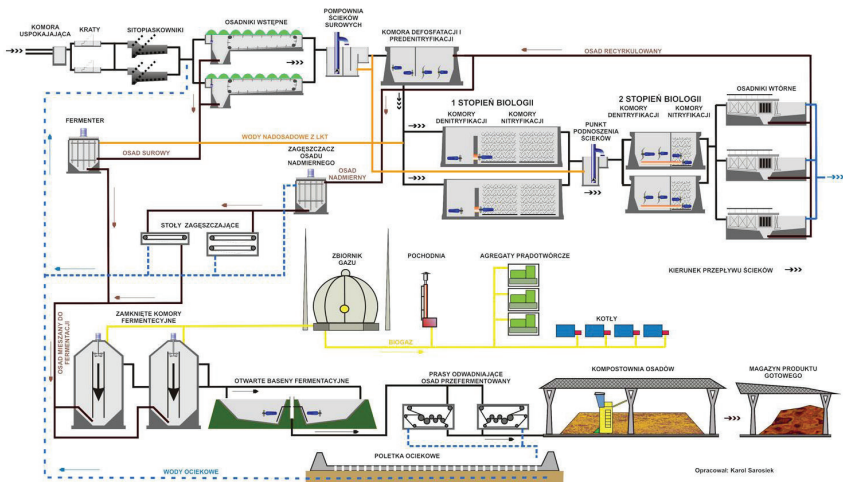 KOMORA
USPOKAJAJĄCA
KRATY
SITOPIASKOWNIKI
OSADNIKI WSTĘPNE
POMPOWNIA
ŚCIEKÓW SUROWYCH
KOMORA DEFOSFATACJI I
PREDENITRYFIKACJI
OSAD RECYRKULOWANY
1 STOPIEŃ BIOLOGII
KOMORY
DENITRYFIKACJI
KOMORY
NITRYFIKACJI
PUNKT
PODNOSZENIA
ŚCIEKÓW
2 STOPIEŃ BIOLOGII
KOMORY
DENITRYFIKACJI
KOMORY
NITRYFIKACJI
OSADNIKI WTÓRNE
FERMENTER
WODY NADOSADOWE Z LKT
OSAD SUROWY
ZAGĘSZCZACZ
OSADU
NADMIERNEGO
OSAD
NADMIERNY
STOŁY ZAGĘSZCZAJĄCE
ZBIORNIK
GAZU
POCHODNIA
AGREGATY PRĄDOTWÓRCZE
KIERUNEK PRZEPŁYWU ŚCIEKÓW
KOTŁY
BIOGAZ
OSAD MIESZANY DO
FERMENTACJI
ZAMKNIĘTE KOMORY
FERMENTECYJNE
OTWARTE BASENY FERMENTACYJNE
PRASY ODWADNIAJĄCE
OSAD PRZEFERMENTOWANY
KOMPOSTOWNIA OSADÓW
MAGAZYN PRODUKTU
GOTOWEGO
WODY OCIEKOWE
POLETKA OCIEKOWE
Opracował: Karol Sarosiek